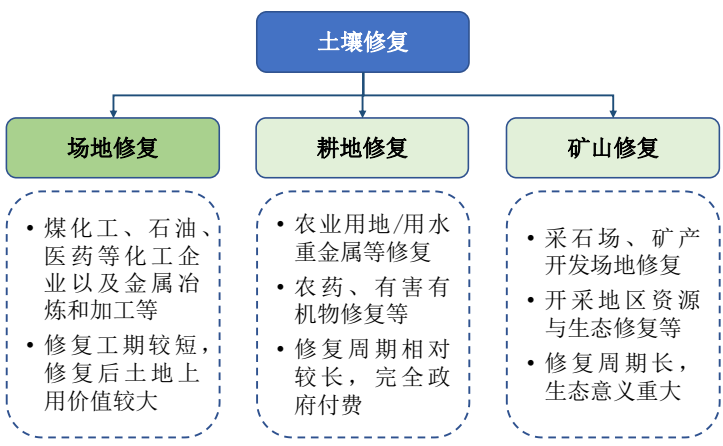 土壤修复
场地修复
耕地修复
矿山修复
• 煤化工、石油、
医药等化工企
业以及金属冶
炼和加工等
• 修复工期较短，
修复后土地上
用价值较大
• 农业用地/用水
重金属等修复
• 农药、有害有
机物修复等
• 修复周期相对
较长，完全政
府付费
• 采石场、矿产
开发场地修复
• 开采地区资源
与生态修复等
• 修复周期长，
生态意义重大